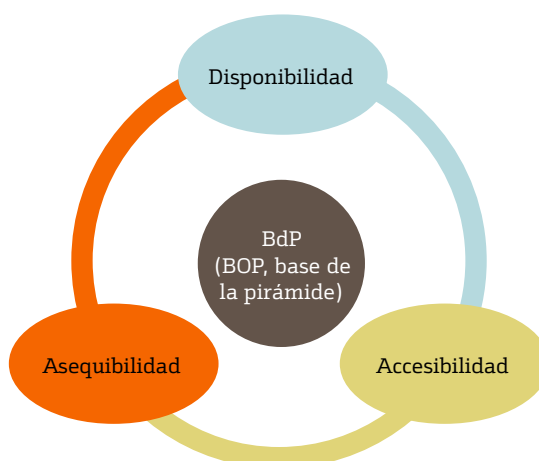 Disponibilidad
BdP
(BOP, base de
la pirámide)
Asequibilidad
Accesibilidad